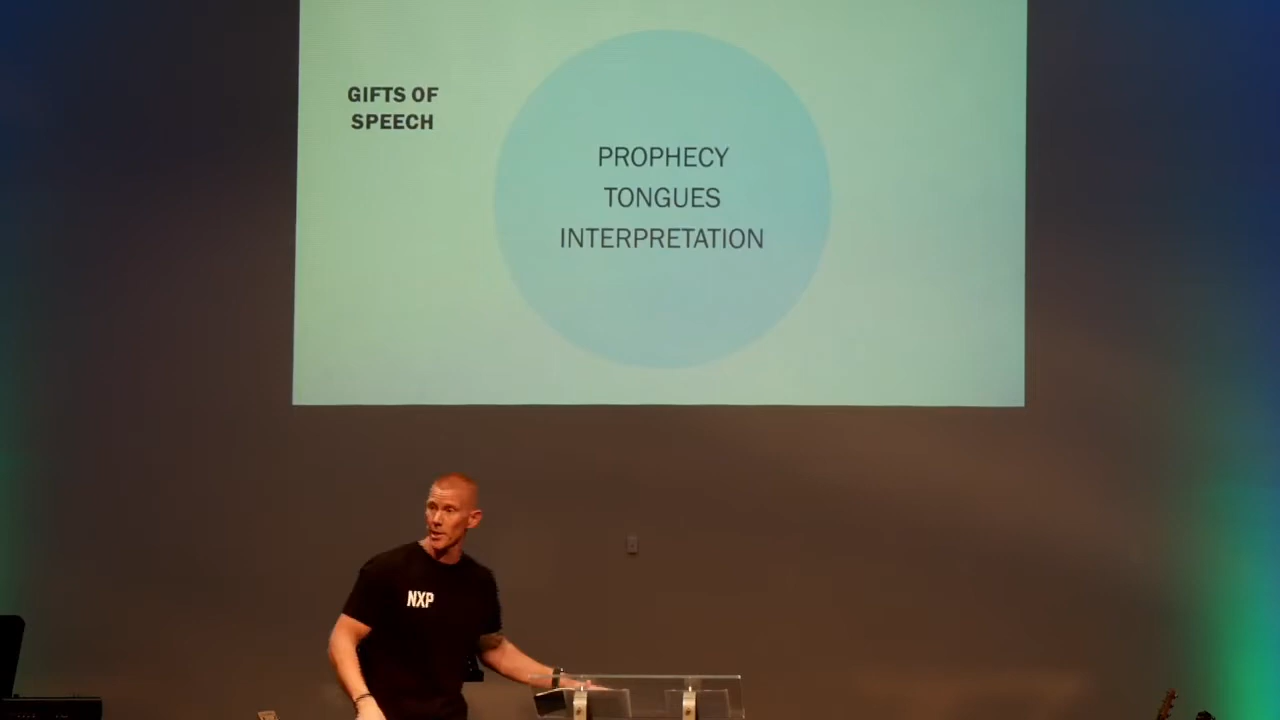 GIFTS OF
SPEECH
PROPHECY
TONGUES
INTERPRETATION
NXP